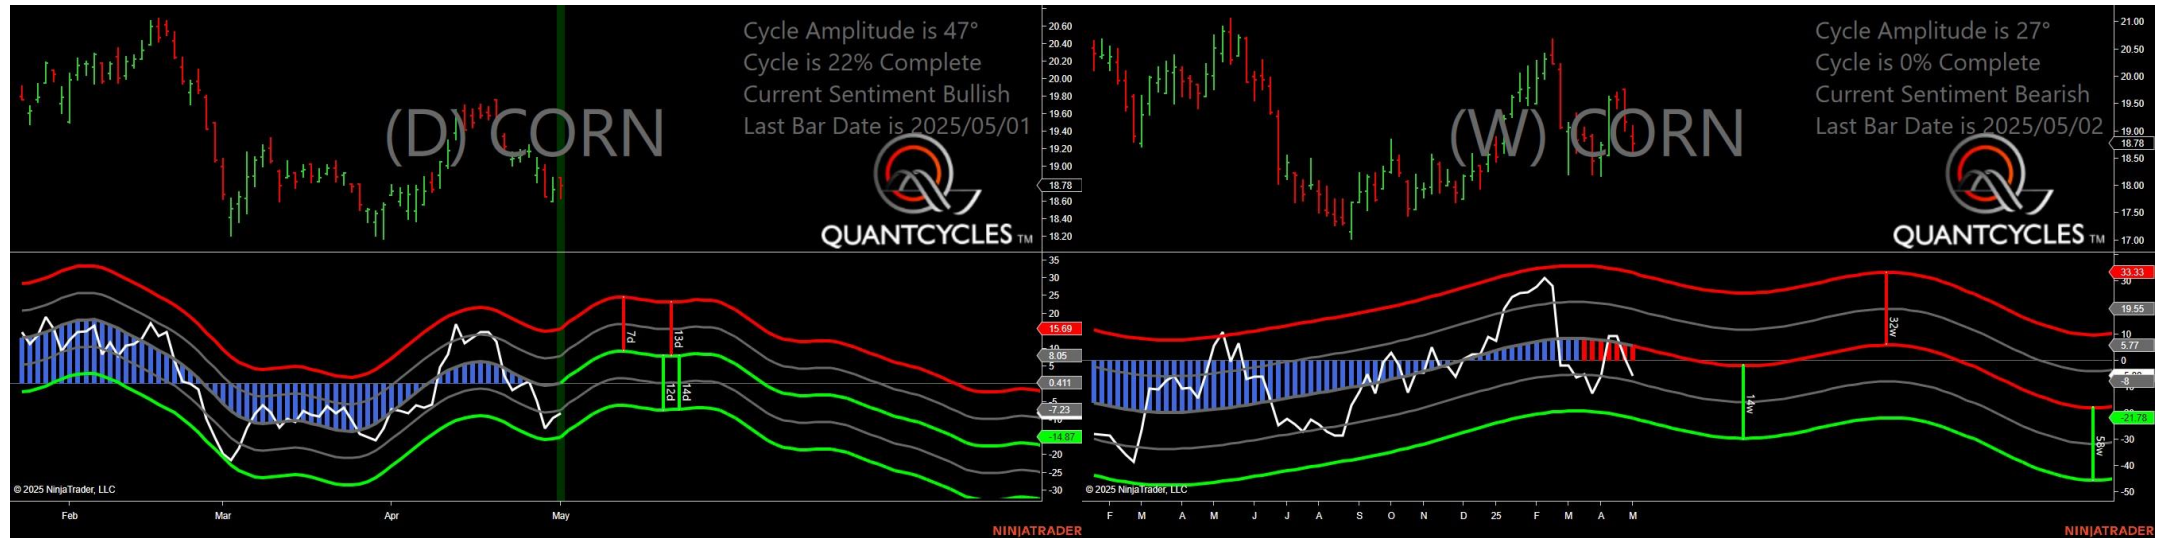 Cycle Amplitude is 47°
Cycle is 22% Complete
Current Sentiment Bullish
Last Bar Date is 2025/05/01
(D) CORN
QUANTCYCLES TM
20.60
20.40
20.20
20.00
19.80
19.60
19.40
19.20
19.00
18.78
18.60
18.40
18.20
35
30
25
20
15.69
8.05
5
0.411
-7.23
-14.87
-20
-25
-30
7d
13d
12d
14d
© 2025 NinjaTrader, LLC
Feb Mar Apr May
NINJATRADER
Cycle Amplitude is 27°
Cycle is 0% Complete
Current Sentiment Bearish
Last Bar Date is 2025/05/02
(W) CORN
QUANTCYCLES TM
21.00
20.50
20.00
19.50
19.00
18.78
18.50
18.00
17.50
17.00
33.33
30
19.55
10
5.77
0
-8
-21.78
-30
-40
-50
32w
14w
58w
© 2025 NinjaTrader, LLC
F M A M J J A S O N D 25 F M A M
NINJATRADER